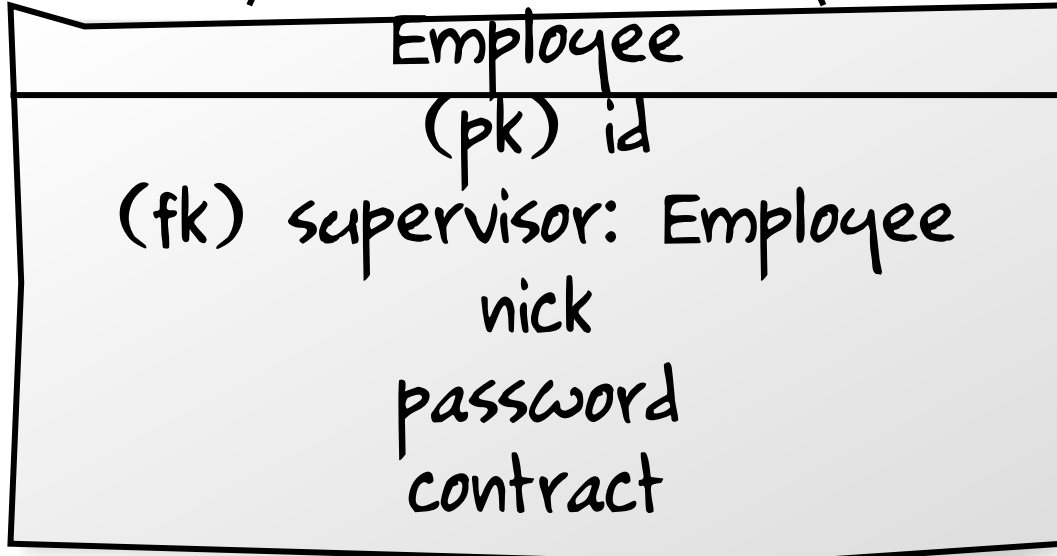 Employee
(pk) id
(fk) supervisor: Employee
nick
password
contract